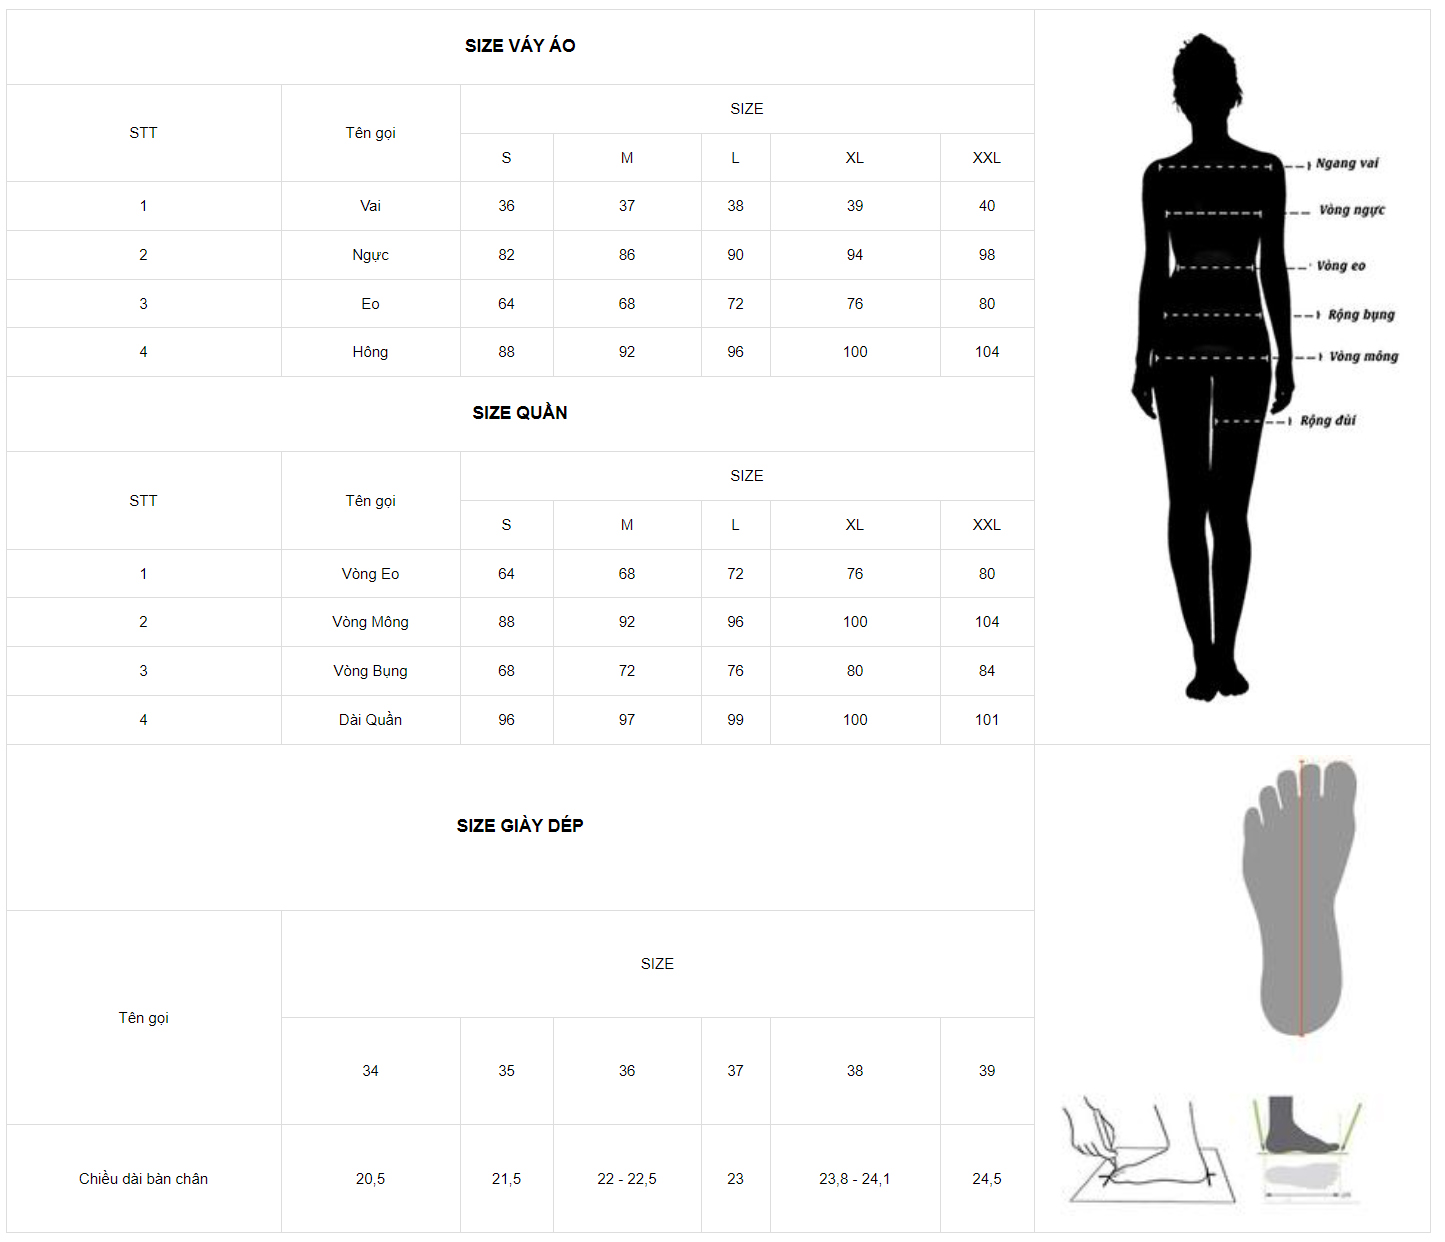 SIZE VÁY ÁO
STT Tên gọi SIZE
S M L XL XXL
1 Vai 36 37 38 39 40
2 Ngực 82 86 90 94 98
3 Eo 64 68 72 76 80
4 Hông 88 92 96 100 104
Ngang vai
Vòng ngực
Vòng eo
Rộng bụng
Vòng mông
Rộng đùi
SIZE QUẦN
STT Tên gọi SIZE
S M L XL XXL
1 Vòng Eo 64 68 72 76 80
2 Vòng Mông 88 92 96 100 104
3 Vòng Bụng 68 72 76 80 84
4 Dài Quần 96 97 99 100 101
SIZE GIÀY DÉP
Tên gọi SIZE
34 35 36 37 38 39
Chiều dài bàn chân 20,5 21,5 22 - 22,5 23 23,8 - 24,1 24,5